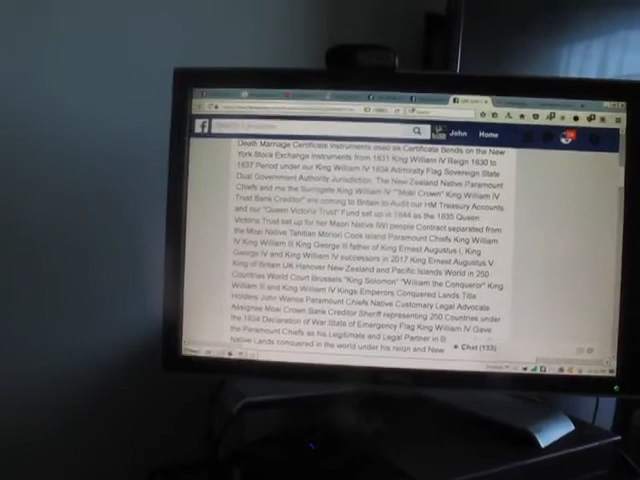 f
John Home
Death Marriage Certificate Instruments used as Certificate Bonds on the New
York Stock Exchange Instruments from 1831 King William IV Reign 1830 to
1837 Period under our King William IV 1834 Admiralty Flag Sovereign State
Dual Government Authority Jurisdiction. The New Zealand Native Paramount
Chiefs and me the Surrogate King William IV "Moai Crown" King William IV
Trust Bank Creditor" are coming to Britain to Audit our HM Treasury Accounts
and our "Queen Victoria Trust" Fund set up in 1844 as the 1835 Queen
Victoria Trust set up for her Maori Native IWI people Contract separated from
the Moai Native Tahitian Moriori Cook Island Paramount Chiefs King William
IV King William III King George III father of King Ernest Augustus I, King
George IV and King William IV successors in 2017 King Ernest Augustus V
King of Britain UK Hanover New Zealand and Pacific Islands World in 250
Countries World Court Brussels "King Solomon" "William the Conqueror" King
William III and King William IV Kings Emperors Conquered Lands Title
Holders John Wanoa Paramount Chiefs Native Customary Legal Advocate
Assignee Moai Crown Bank Creditor Sheriff representing 250 Countries under
the 1834 Declaration of War State of Emergency Flag King William IV Gave
the Paramount Chiefs as his Legitimate and Legal Partner in B
Native Lands conquered in the world under his reign and New
Chat (133)